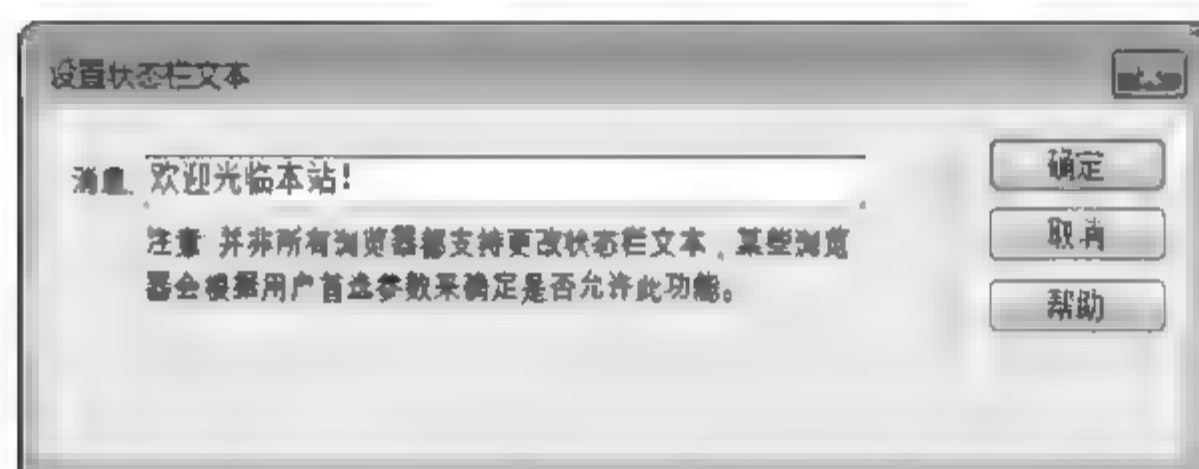 设置状态栏文本
消息: 欢迎光临本站!
确定
注意: 并非所有浏览器都支持更改状态栏文本，某些浏览
器会根据用户首选参数来确定是否允许此功能。
取消
帮助